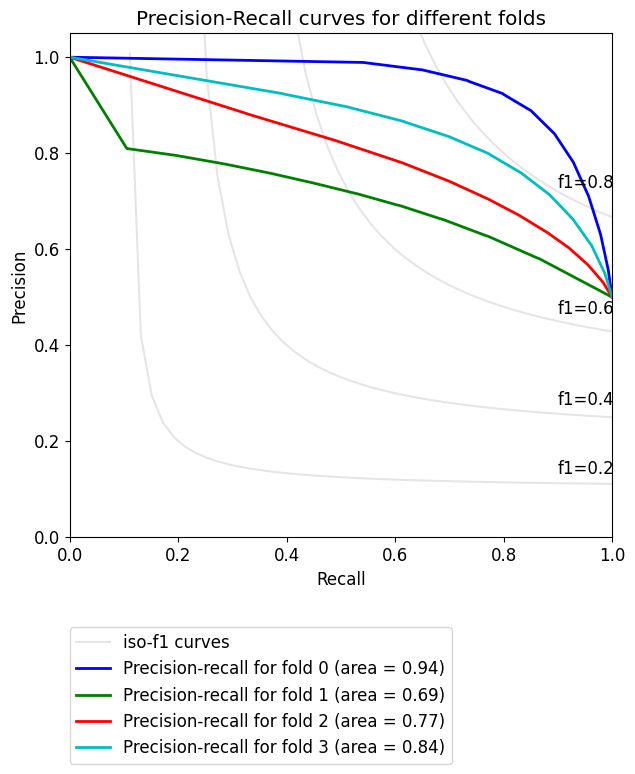 Precision-Recall curves for different folds
1.0
0.8
0.6
0.4
0.2
0.0
Precision
f1=0.8
f1=0.6
f1=0.4
f1=0.2
0.0 0.2 0.4 0.6 0.8 1.0
Recall
iso-f1 curves
Precision-recall for fold 0 (area = 0.94)
Precision-recall for fold 1 (area = 0.69)
Precision-recall for fold 2 (area = 0.77)
Precision-recall for fold 3 (area = 0.84)